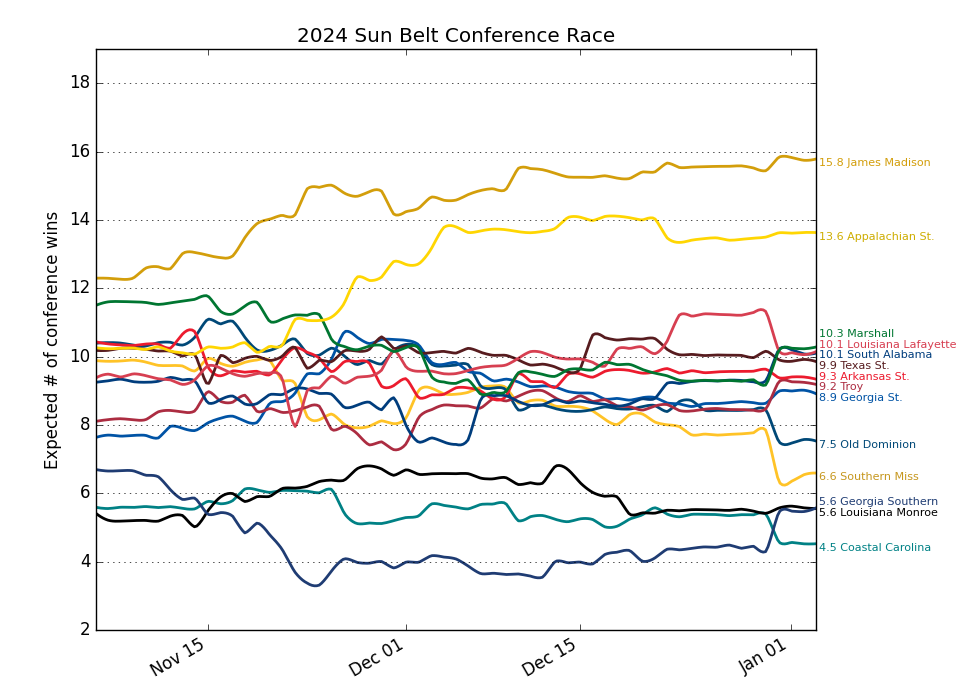 2024 Sun Belt Conference Race
Expected # of conference wins
18
16
14
12
10
8
6
4
2
Nov 15
Dec 01
Dec 15
Jan 01
15.8 James Madison
13.6 Appalachian St.
10.3 Marshall
10.1 Louisiana Lafayette
10.1 South Alabama
9.9 Texas St.
9.3 Arkansas St.
9.2 Troy
8.9 Georgia St.
7.5 Old Dominion
6.6 Southern Miss
5.6 Georgia Southern
5.6 Louisiana Monroe
4.5 Coastal Carolina